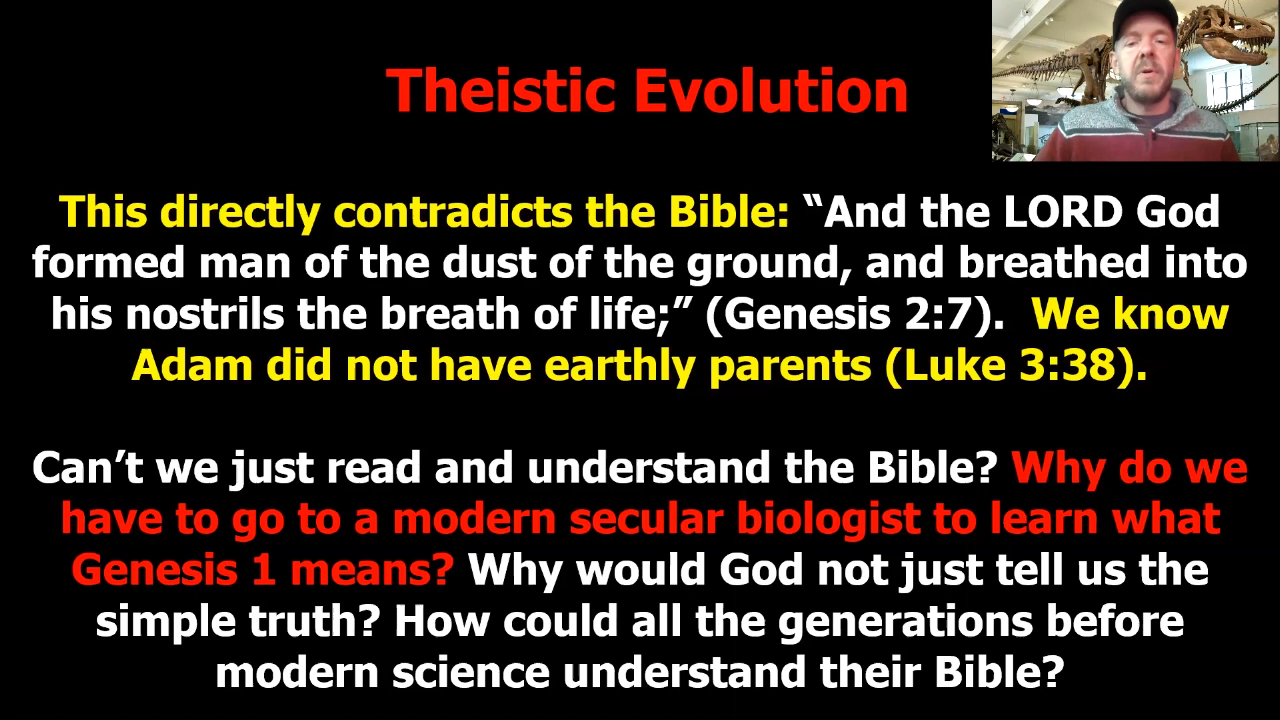 Theistic Evolution
This directly contradicts the Bible: “And the LORD God
formed man of the dust of the ground, and breathed into
his nostrils the breath of life;” (Genesis 2:7).  We know
Adam did not have earthly parents (Luke 3:38).
Can’t we just read and understand the Bible? Why do we
have to go to a modern secular biologist to learn what
Genesis 1 means? Why would God not just tell us the
simple truth? How could all the generations before
modern science understand their Bible?